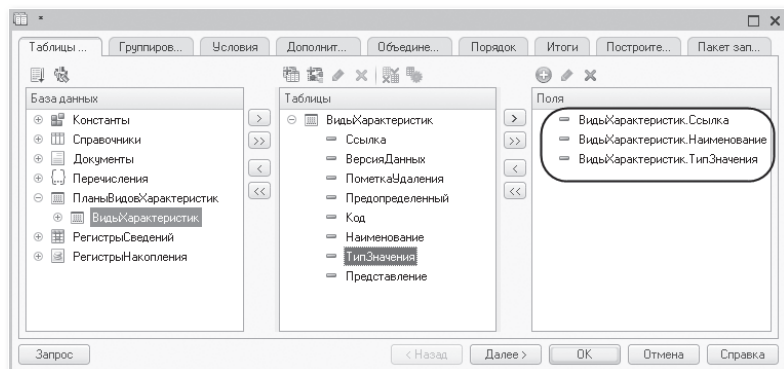 Таблицы ... Группиров... Условия Дополнит... Объедине... Порядок Итоги Построите... Пакет зап...
База данных
Константы
Справочники
Документы
Перечисления
ПланыВидовХарактеристик
ВидыХарактеристик
РегистрыСведений
РегистрыНакопления
Таблицы
ВидыХарактеристик
Ссылка
ВерсияДанных
ПометкаУдаления
Предопределенный
Код
Наименование
ТипЗначения
Представление
Поля
ВидыХарактеристик.Ссылка
ВидыХарактеристик.Наименование
ВидыХарактеристик.ТипЗначения
Запрос < Назад Далее > OK Отмена Справка